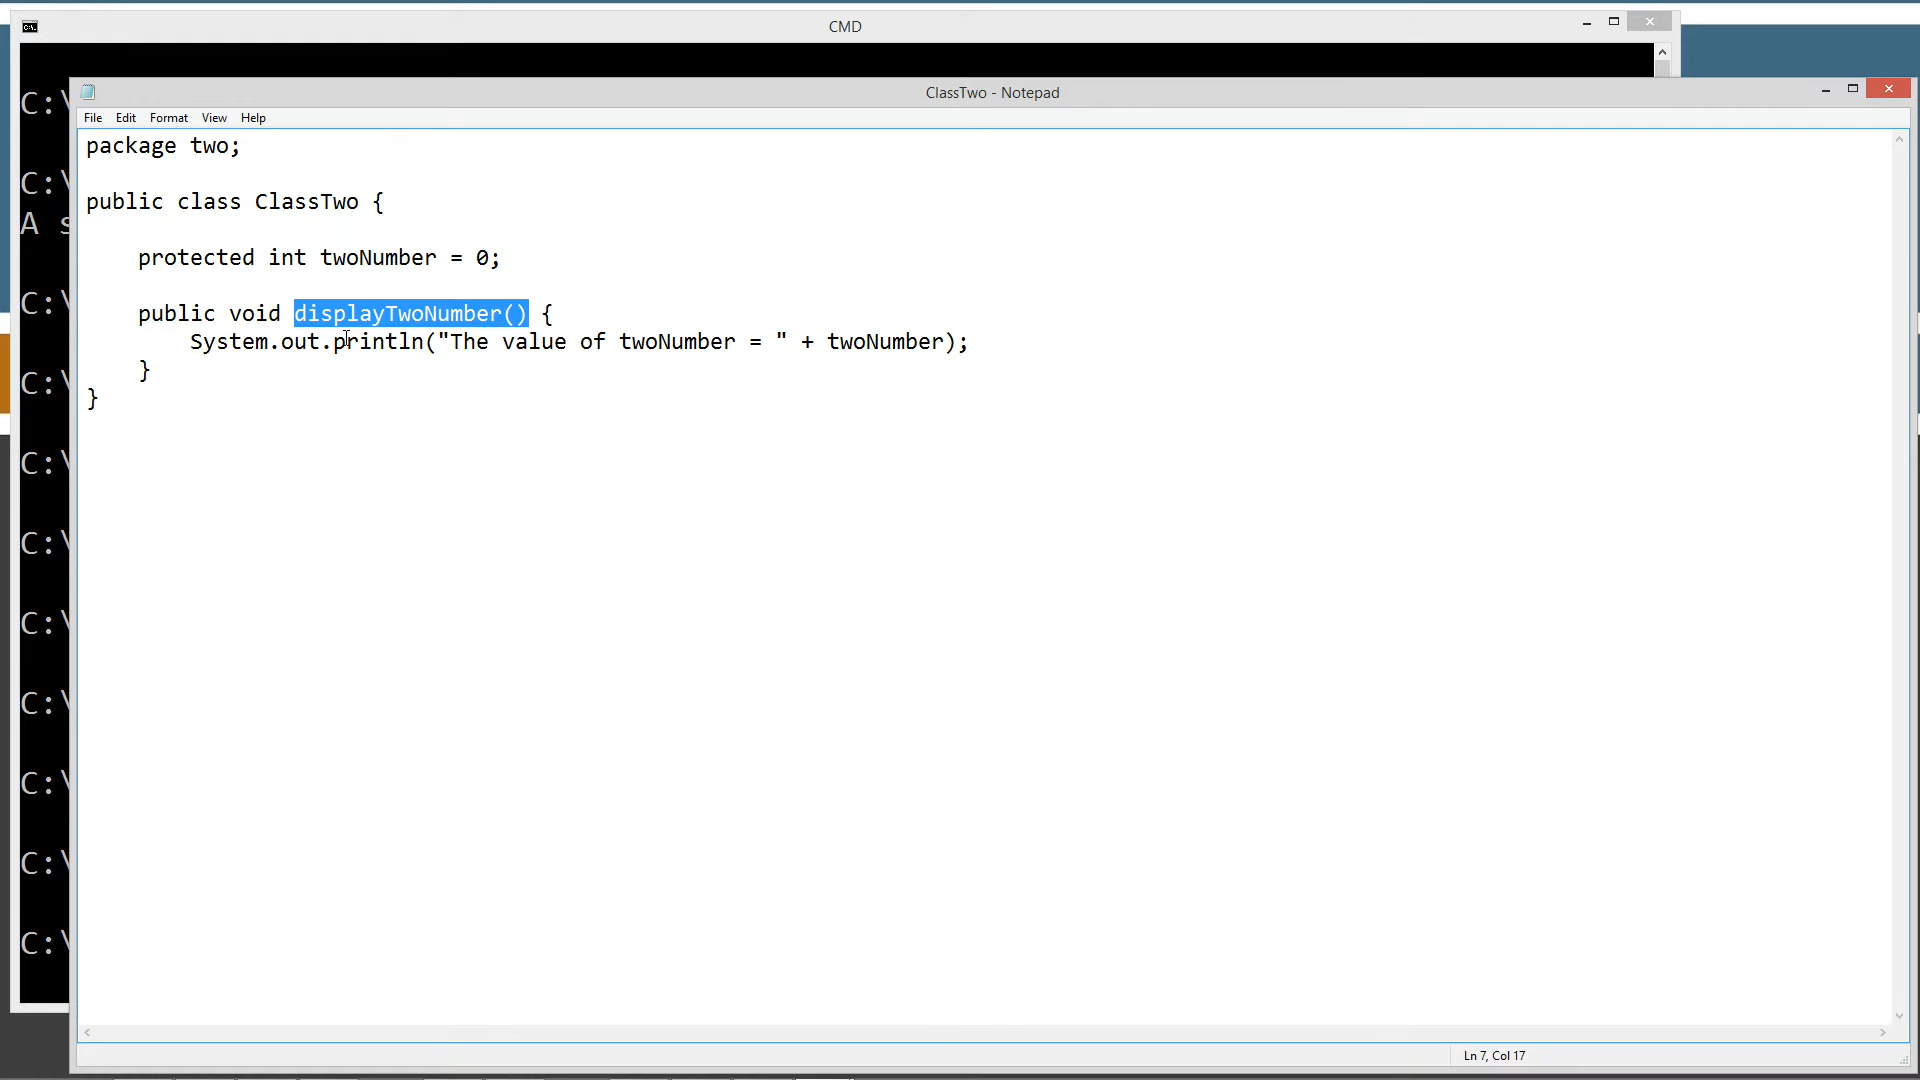 CMD
ClassTwo - Notepad
File Edit Format View Help
package two;
public class ClassTwo {
protected int twoNumber = 0;
public void displayTwoNumber() {
System.out.println("The value of twoNumber = " + twoNumber);
}
}
C:\
C:\
A s
C:\
C:\
C:\
C:\
C:\
C:\
C:\
C:\
C:\
Ln 7, Col 17